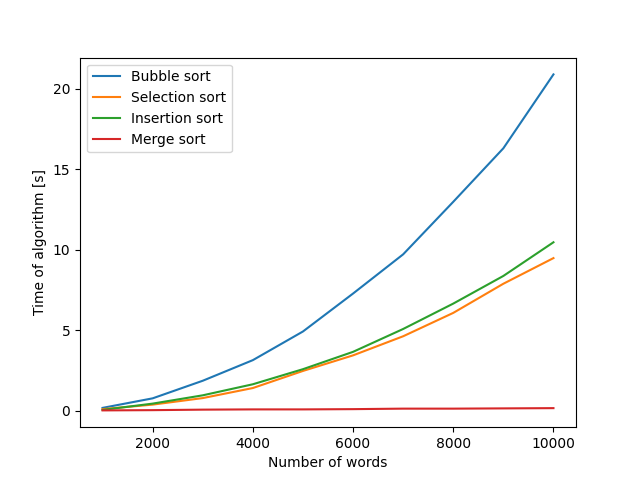 Bubble sort
Selection sort
Insertion sort
Merge sort
20
15
10
5
0
Time of algorithm [s]
2000
4000
6000
8000
10000
Number of words